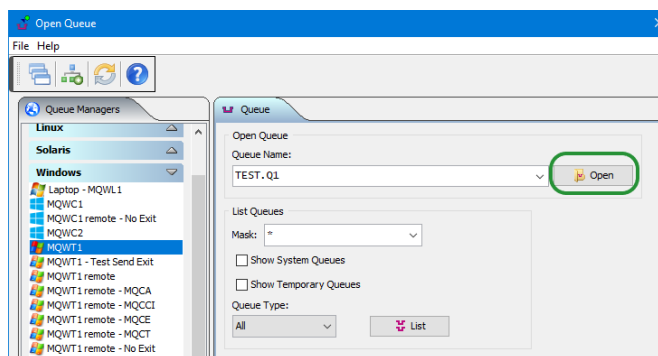 Open Queue
File Help
Queue Managers
Linux
Solaris
Windows
Laptop - MQWL1
MQWC1
MQWC1 remote - No Exit
MQWC2
MQWT1
MQWT1 - Test Send Exit
MQWT1 remote
MQWT1 remote - MQCA
MQWT1 remote - MQCCI
MQWT1 remote - MQCE
MQWT1 remote - MQCT
MQWT1 remote - No Exit
Queue
Open Queue
Queue Name:
TEST.Q1
Open
List Queues
Mask: *
Show System Queues
Show Temporary Queues
Queue Type:
All
List